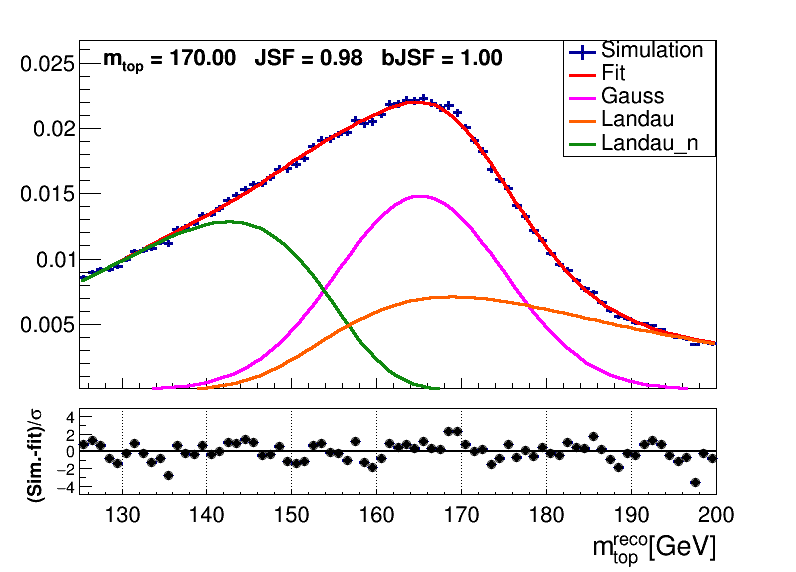 m_top = 170.00 JSF = 0.98 bJSF = 1.00
Simulation
Fit
Gauss
Landau
Landau_n
0.025
0.02
0.015
0.01
0.005
(Sim.-fit)/σ
4
2
0
−2
−4
130 140 150 160 170 180 190 200
m_top^reco[GeV]